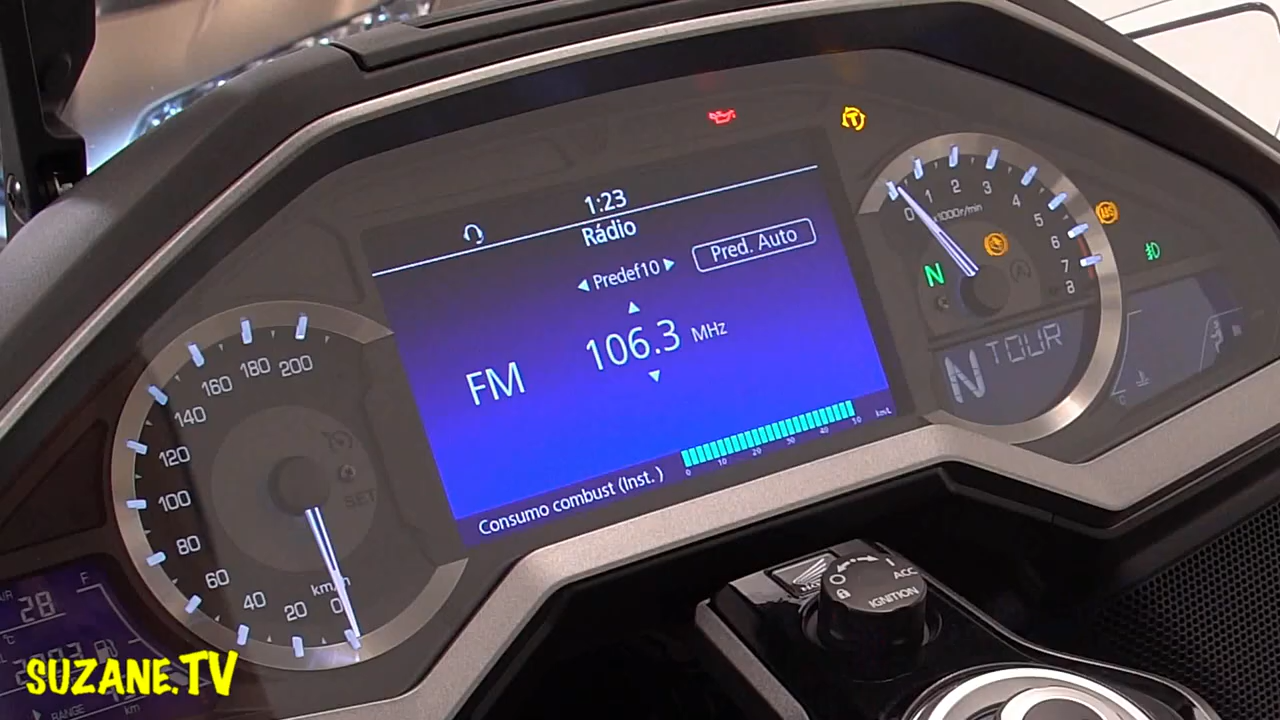 1:23
Rádio
Predef10
Pred. Auto
FM 106.3 MHz
Consumo combust (Inst.)
0 10 20 30 40 50 km/L
200
180
160
140
120
100
80
60
40
20
0
km/h
SET
0
1
2
3
4
5
6
7
8
x1000r/min
N
N TOUR
ABS
°C
AIR
28
°C
F
RANGE
km
ACC
IGNITION
SUZANE.TV